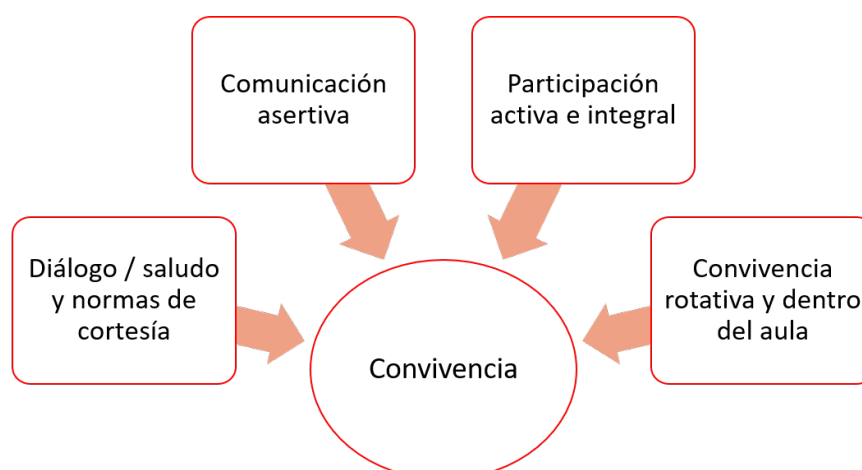 Comunicación
asertiva
Participación
activa e integral
Diálogo / saludo
y normas de
cortesía
Convivencia
rotativa y dentro
del aula
Convivencia